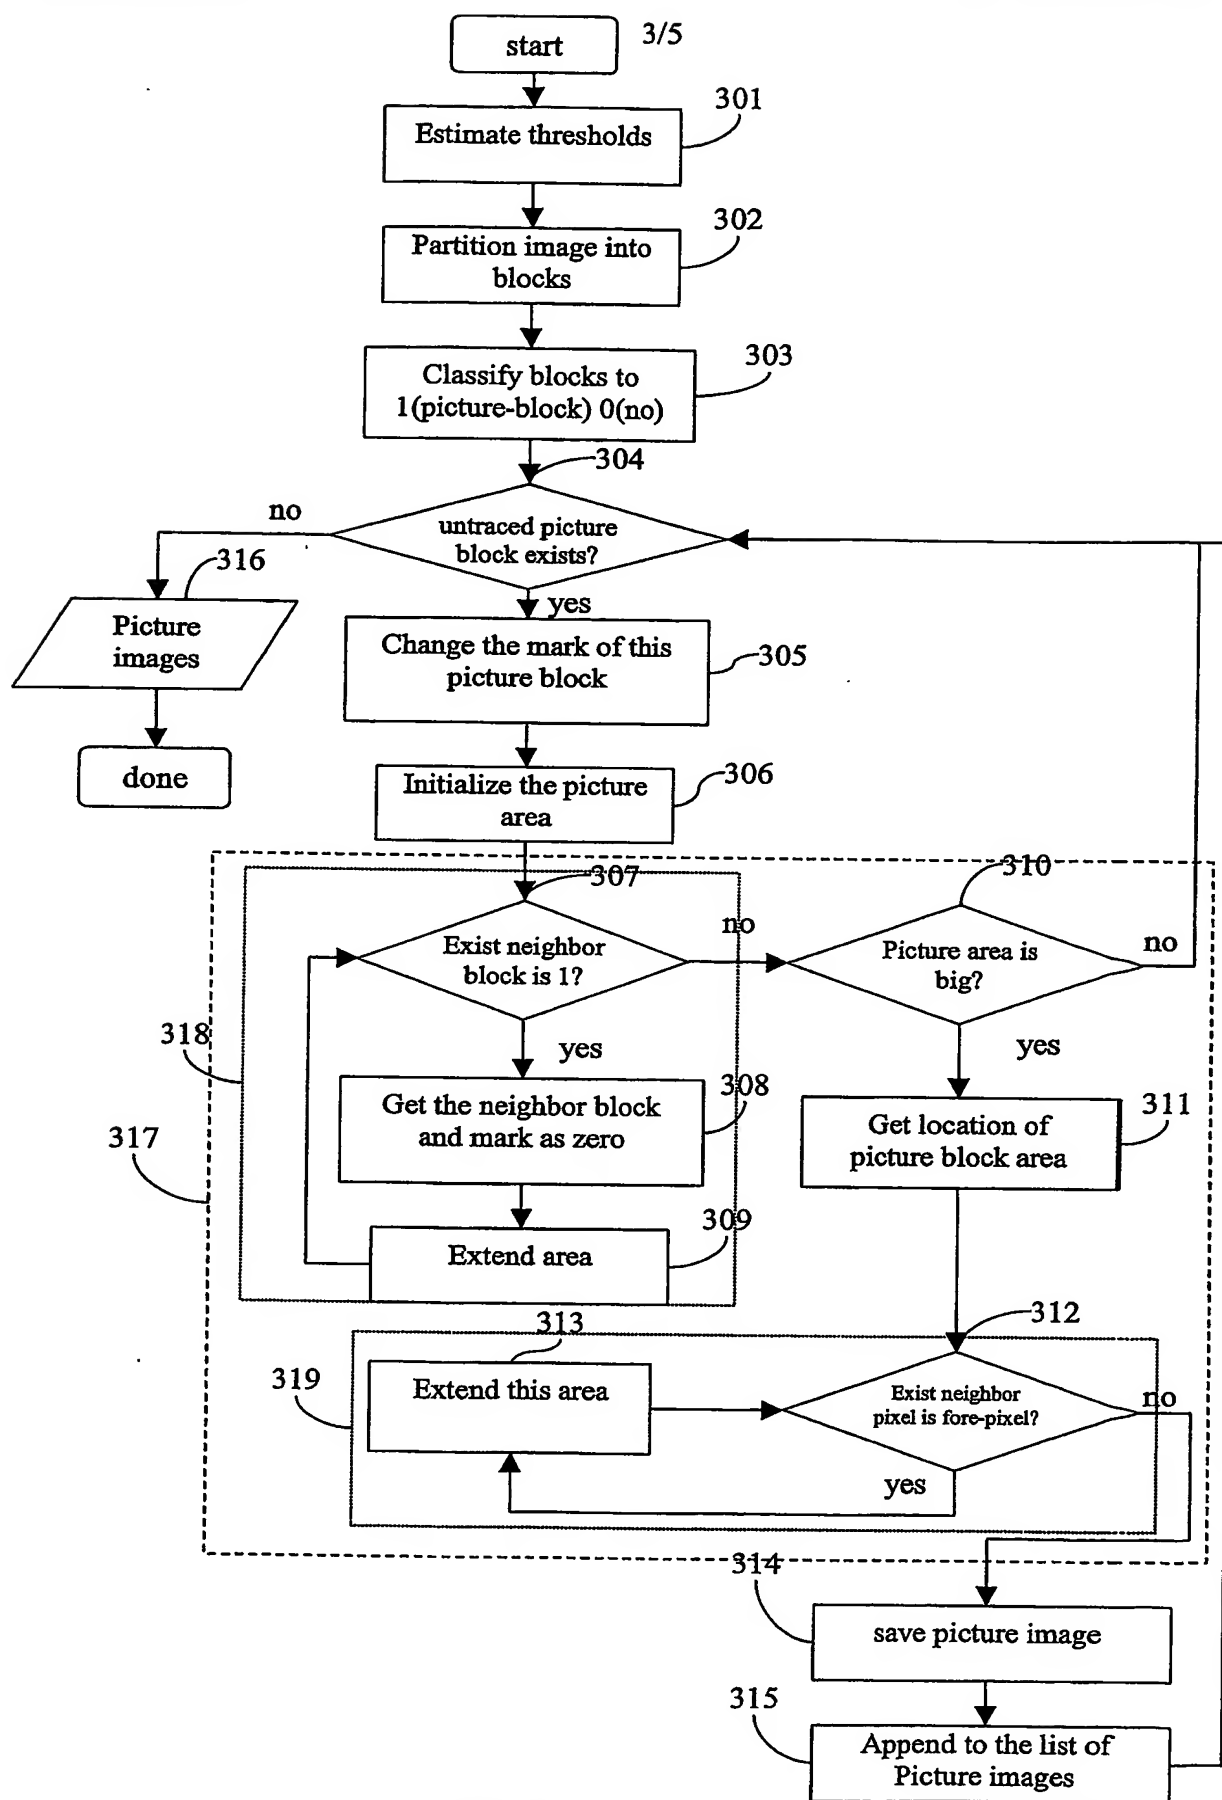 start
3/5
301
Estimate thresholds
302
Partition image into
blocks
303
Classify blocks to
1(picture-block) 0(no)
304
no
untraced picture
block exists?
316
yes
Picture
images
Change the mark of this
picture block
305
done
Initialize the picture
area
306
307
310
no
Exist neighbor
block is 1?
Picture area is
big?
no
318
yes
yes
308
Get the neighbor block
and mark as zero
311
Get location of
picture block area
317
309
Extend area
313
312
319
Extend this area
Exist neighbor
pixel is fore-pixel?
no
yes
314
save picture image
315
Append to the list of
Picture images